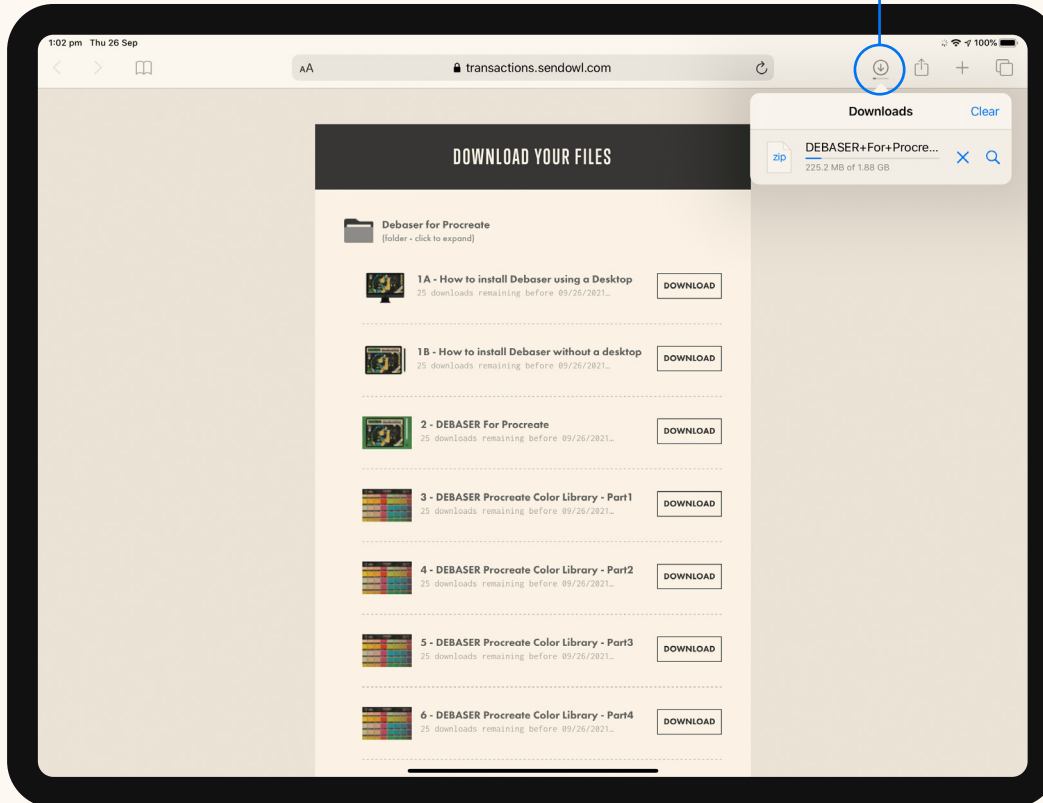 1:02 pm Thu 26 Sep
100%
AA
transactions.sendowl.com
Downloads
Clear
zip
DEBASER+For+Procre...
225.2 MB of 1.88 GB
DOWNLOAD YOUR FILES
Debaser for Procreate
(folder - click to expand)
1A - How to install Debaser using a Desktop
25 downloads remaining before 09/26/2021…
DOWNLOAD
1B - How to install Debaser without a desktop
25 downloads remaining before 09/26/2021…
DOWNLOAD
2 - DEBASER For Procreate
25 downloads remaining before 09/26/2021…
DOWNLOAD
3 - DEBASER Procreate Color Library - Part1
25 downloads remaining before 09/26/2021…
DOWNLOAD
4 - DEBASER Procreate Color Library - Part2
25 downloads remaining before 09/26/2021…
DOWNLOAD
5 - DEBASER Procreate Color Library - Part3
25 downloads remaining before 09/26/2021…
DOWNLOAD
6 - DEBASER Procreate Color Library - Part4
25 downloads remaining before 09/26/2021…
DOWNLOAD